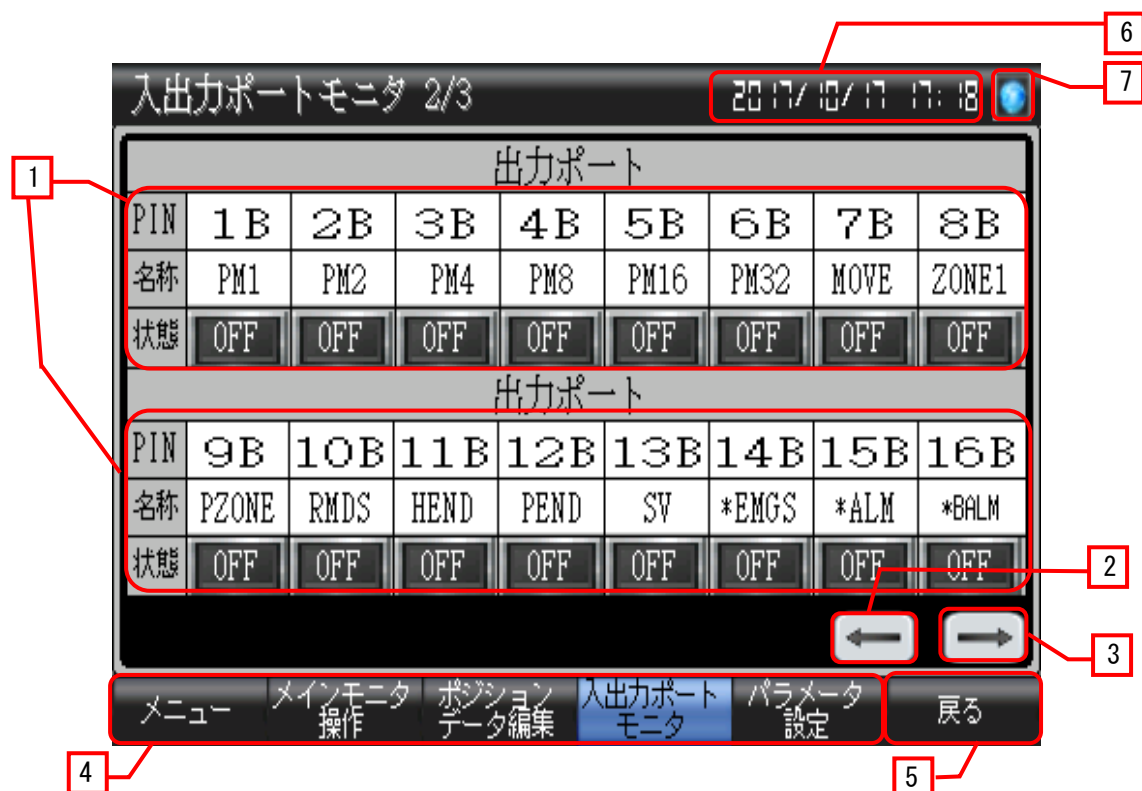 6
入出力ポートモニタ 2/3 2017/10/17 17:18
7
出力ポート
1
PIN 1B 2B 3B 4B 5B 6B 7B 8B
名称 PM1 PM2 PM4 PM8 PM16 PM32 MOVE ZONE1
状態 OFF OFF OFF OFF OFF OFF OFF OFF
出力ポート
PIN 9B 10B 11B 12B 13B 14B 15B 16B
名称 PZONE RMDS HEND PEND SV *EMGS *ALM *BALM
状態 OFF OFF OFF OFF OFF OFF OFF OFF
2
3
メニュー メインモニタ 操作 ポジション データ編集 入出力ポート モニタ パラメータ 設定 戻る
4 5